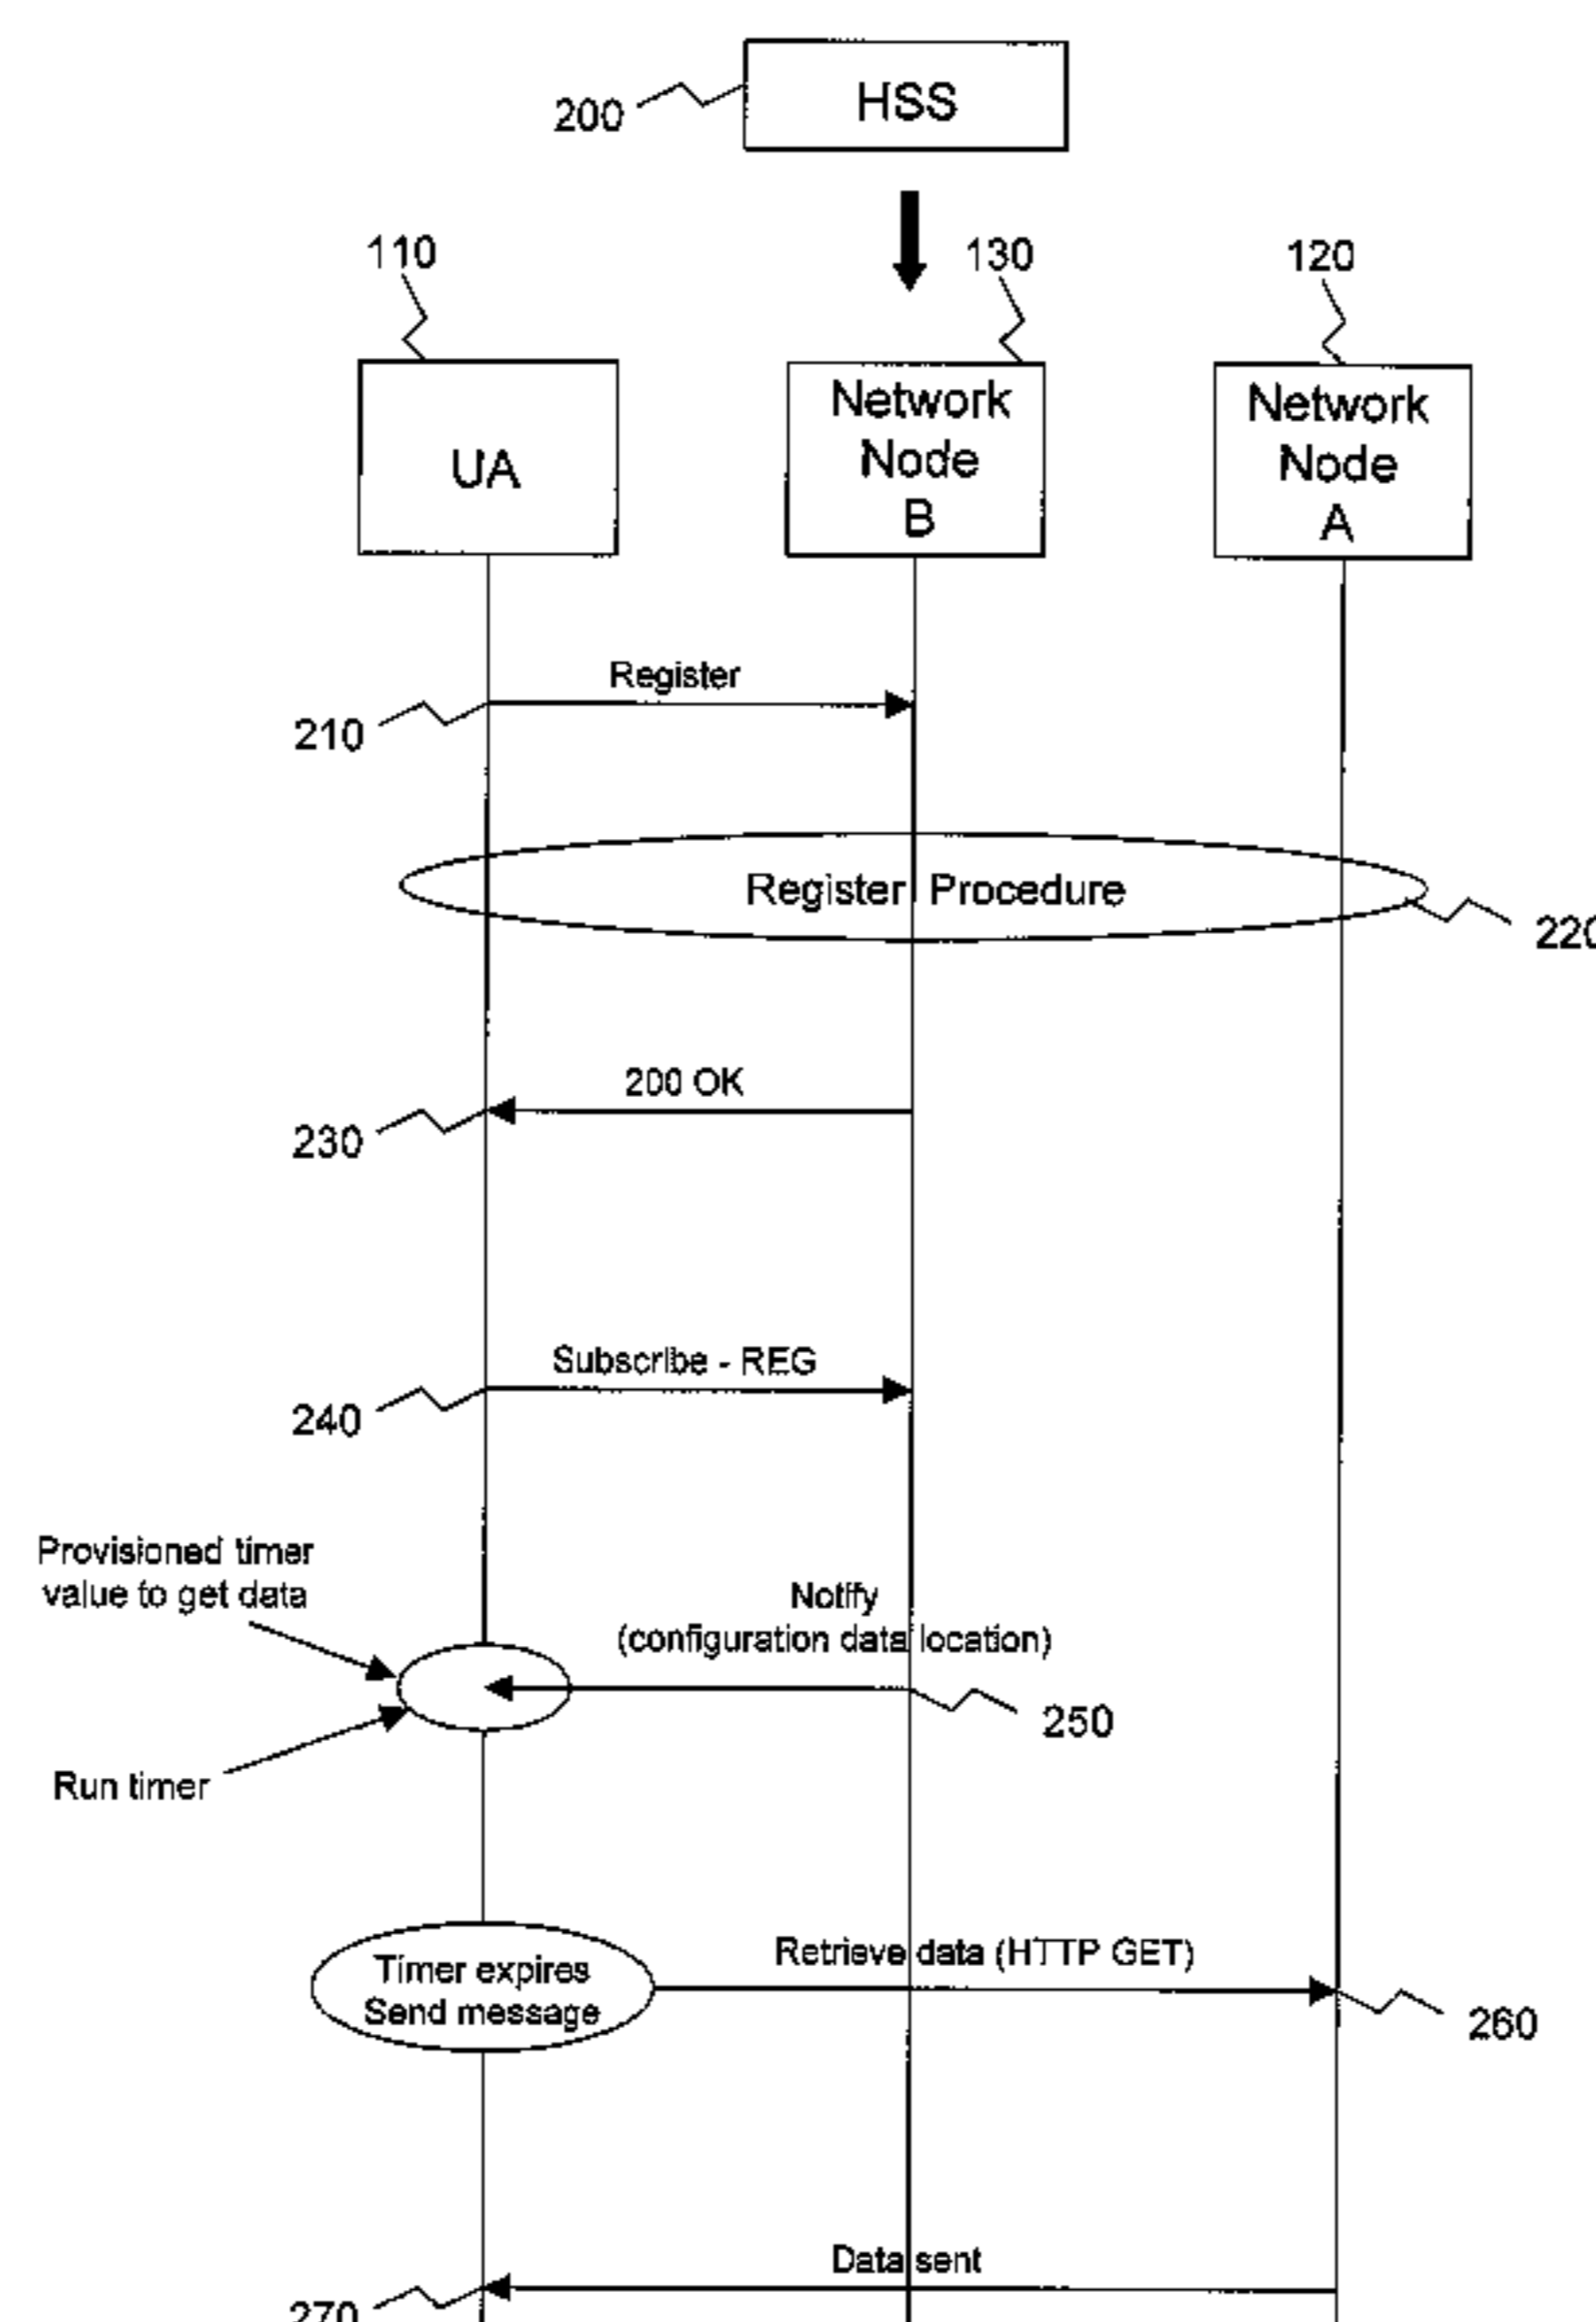 HSS
200
110
130
120
UA
Network
Node
B
Network
Node
A
Register
210
Register Procedure
220
200 OK
230
Subscribe - REG
240
Provisioned timer
value to get data
Notify
(configuration data location)
250
Run timer
Timer expires
Send message
Retrieve data (HTTP GET)
260
Data sent
270